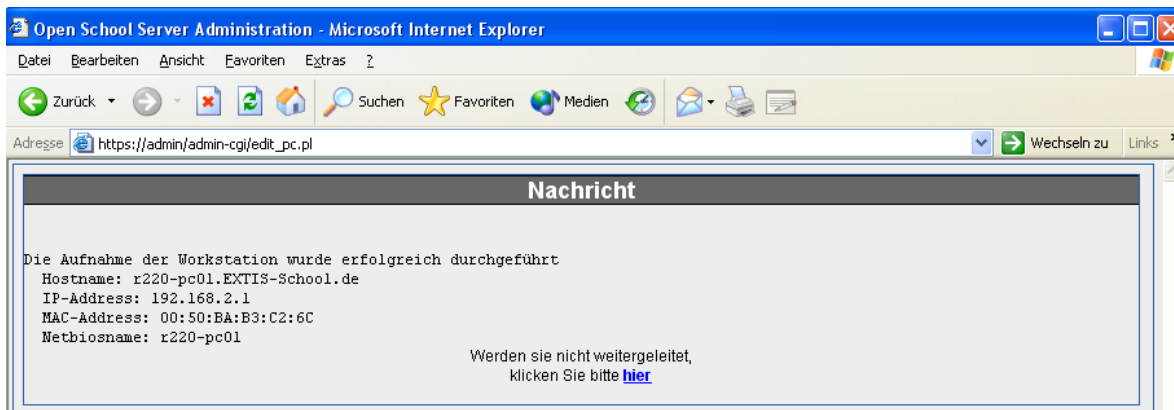 Open School Server Administration - Microsoft Internet Explorer
Datei Bearbeiten Ansicht Favoriten Extras ?
Zurück Suchen Favoriten Medien
Adresse https://admin/admin-cgi/edit_pc.pl Wechseln zu Links
Nachricht
Die Aufnahme der Workstation wurde erfolgreich durchgeführt
Hostname: r220-pc01.EXTIS-School.de
IP-Address: 192.168.2.1
MAC-Address: 00:50:BA:B3:C2:6C
Netbiosname: r220-pc01
Werden sie nicht weitergeleitet,
klicken Sie bitte hier